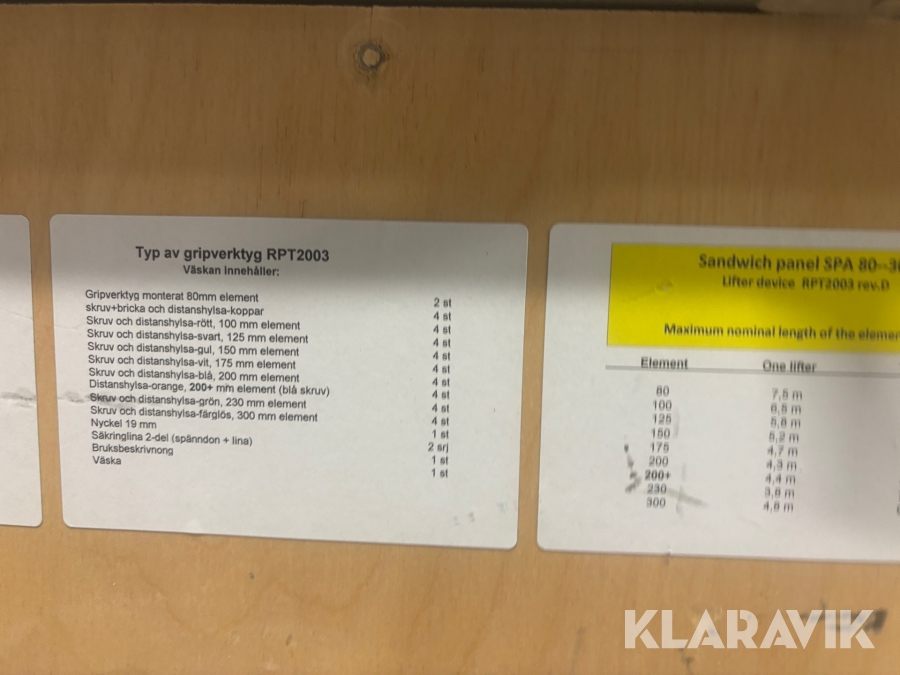 Typ av gripverktyg RPT2003
Väskan Innehåller:
Gripverktyg monterat 80mm element 2 st
skruv+bricka och distanshylsa-koppar 4 st
Skruv och distanshylsa-rött, 100 mm element 4 st
Skruv och distanshylsa-svart, 125 mm element 4 st
Skruv och distanshylsa-gul, 150 mm element 4 st
Skruv och distanshylsa-vit, 175 mm element 4 st
Skruv och distanshylsa-blå, 200 mm element 4 st
Distanshylsa-orange, 200+ mm element (blå skruv) 4 st
Skruv och distanshylsa-grön, 230 mm element 4 st
Skruv och distanshylsa-färglös, 300 mm element 4 st
Nyckel 19 mm 1 st
Säkringlina 2-del (spänndon + lina) 2 srj
Bruksbeskrivnong 1 st
Väska 1 st
Sandwich panel SPA 80--30
Lifter device RPT2003 rev.D
Maximum nominal length of the elemen
Element One lifter
80 7,5 m
100 6,5 m
125 5,8 m
150 5,2 m
175 4,7 m
200 4,3 m
200+ 4,4 m
230 3,8 m
300 4,6 m
KLARAVIK